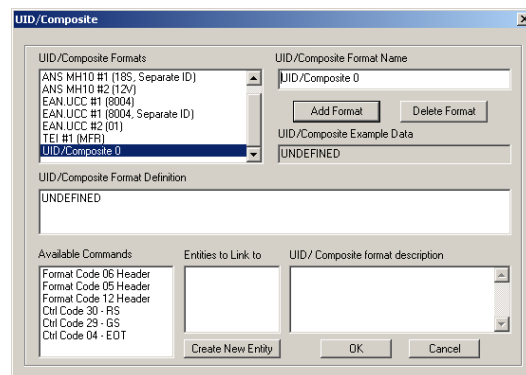 UID/Composite
UID/Composite Formats
ANS MH10 #1 (18S, Separate ID)
ANS MH10 #2 (12V)
EAN.UCC #1 (8004)
EAN.UCC #1 (8004, Separate ID)
EAN.UCC #2 (01)
TEI #1 (MFR)
UID/Composite 0
UID/Composite Format Name
UID/Composite 0
Add Format
Delete Format
UID/Composite Example Data
UNDEFINED
UID/Composite Format Definition
UNDEFINED
Available Commands
Format Code 06 Header
Format Code 05 Header
Format Code 12 Header
Ctrl Code 30 - RS
Ctrl Code 29 - GS
Ctrl Code 04 - EOT
Entities to Link to
Create New Entity
UID/ Composite format description
OK
Cancel